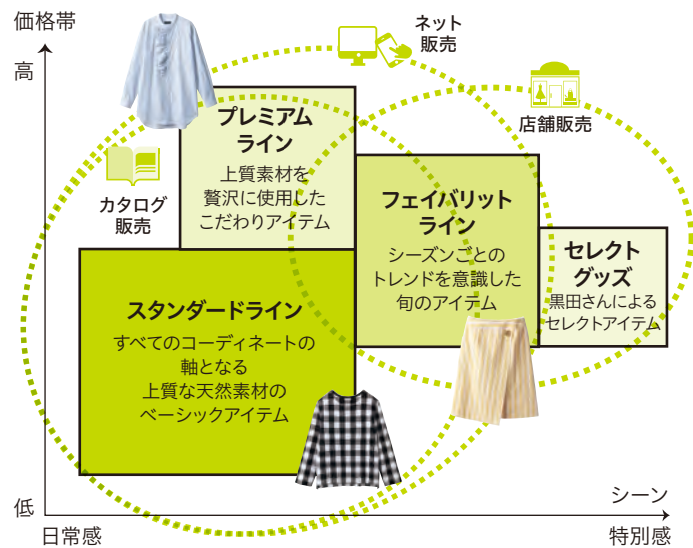 価格帯
高
ネット
販売
店舗販売
プレミアム
ライン
上質素材を
贅沢に使用した
こだわりアイテム
カタログ
販売
フェイバリット
ライン
シーズンごとの
トレンドを意識した
旬のアイテム
セレクト
グッズ
黒田さんによる
セレクトアイテム
スタンダードライン
すべてのコーディネートの
軸となる
上質な天然素材の
ベーシックアイテム
低
シーン
日常感
特別感